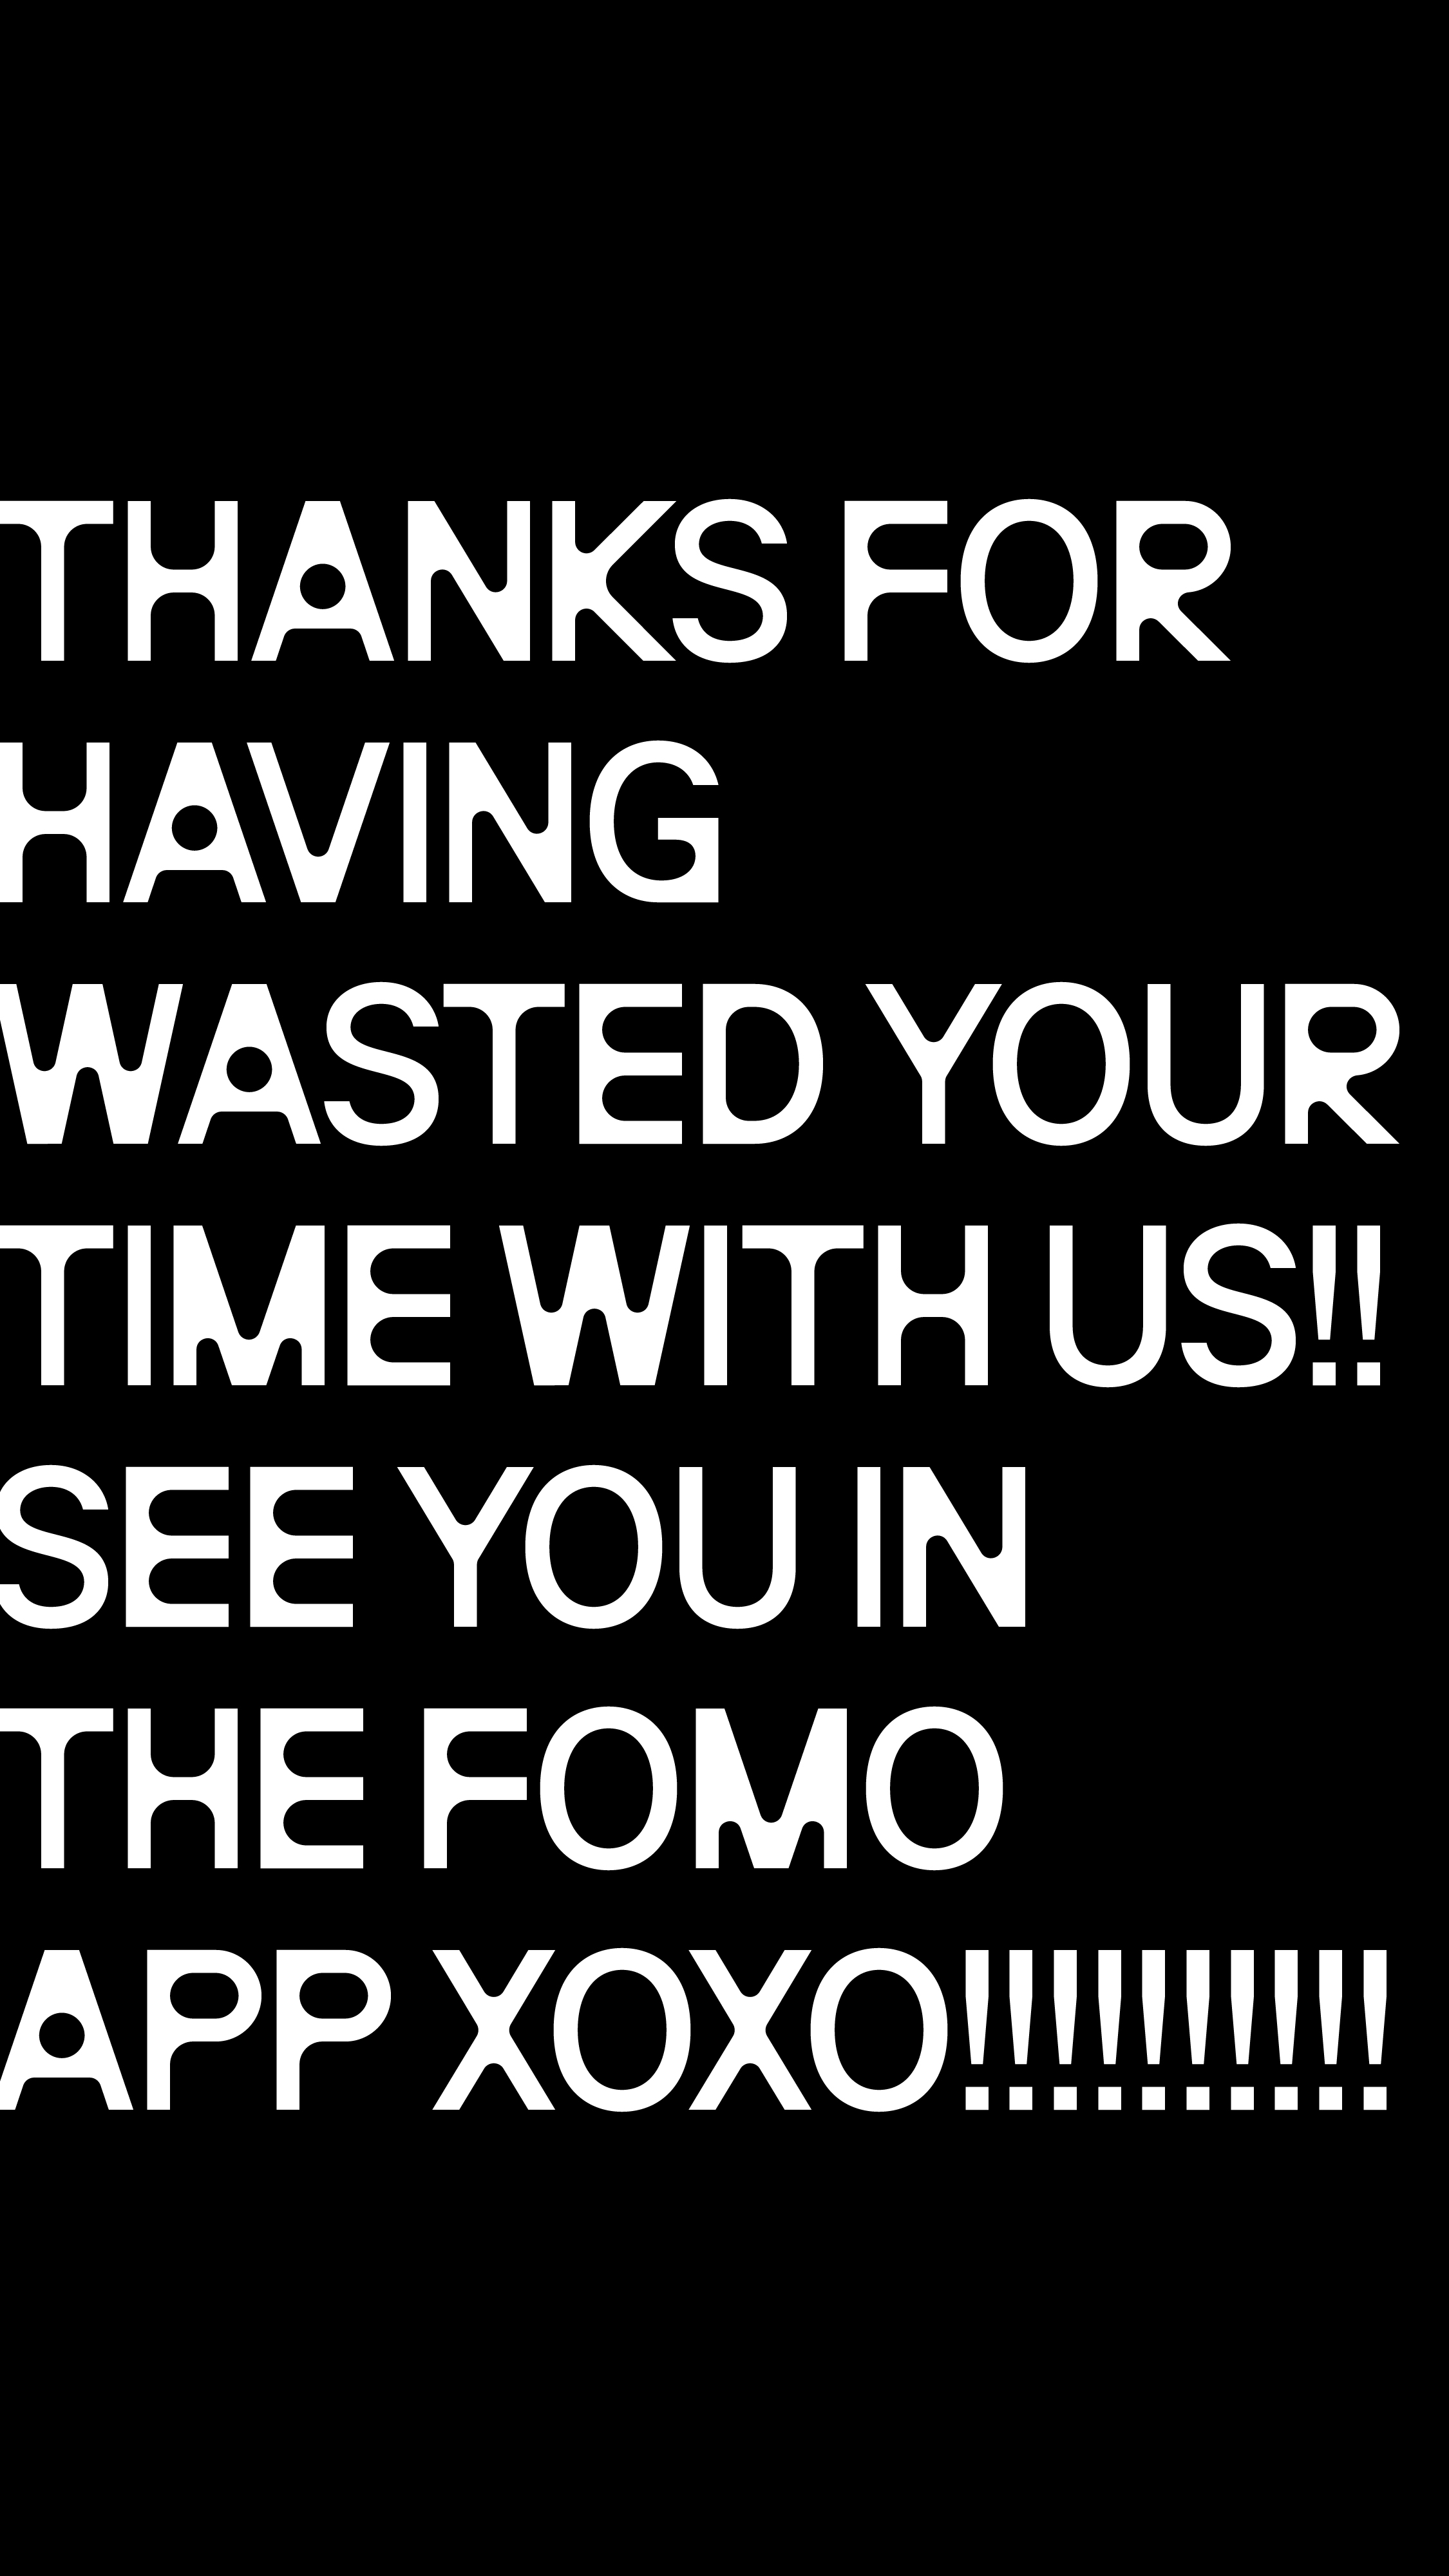 THANKS FOR
HAVING
WASTED YOUR
TIME WITH US!!
SEE YOU IN
THE FOMO
APP XOXO!!!!!!!!!!